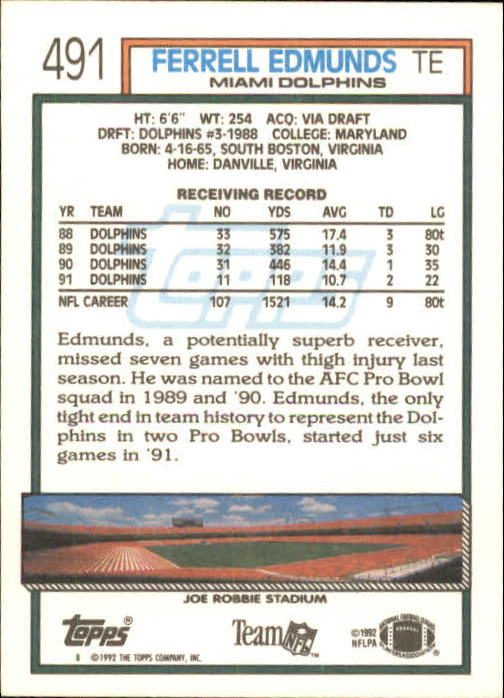 491 FERRELL EDMUNDS TE
MIAMI DOLPHINS
HT: 6'6" WT: 254 ACQ: VIA DRAFT
DRFT: DOLPHINS #3-1988 COLLEGE: MARYLAND
BORN: 4-16-65, SOUTH BOSTON, VIRGINIA
HOME: DANVILLE, VIRGINIA
RECEIVING RECORD
YR TEAM NO YDS AVG TD LG
88 DOLPHINS 33 575 17.4 3 80t
89 DOLPHINS 32 382 11.9 3 30
90 DOLPHINS 31 446 14.4 1 35
91 DOLPHINS 11 118 10.7 2 22
NFL CAREER 107 1521 14.2 9 80t
Topps
Edmunds, a potentially superb receiver,
missed seven games with thigh injury last
season. He was named to the AFC Pro Bowl
squad in 1989 and '90. Edmunds, the only
tight end in team history to represent the Dol-
phins in two Pro Bowls, started just six
games in '91.
JOE ROBBIE STADIUM
Topps®
Team NFL™
©1992
NFLPA
NATIONAL FOOTBALL LEAGUE
PLAYERS ASSOCIATION
©1992 THE TOPPS COMPANY, INC.